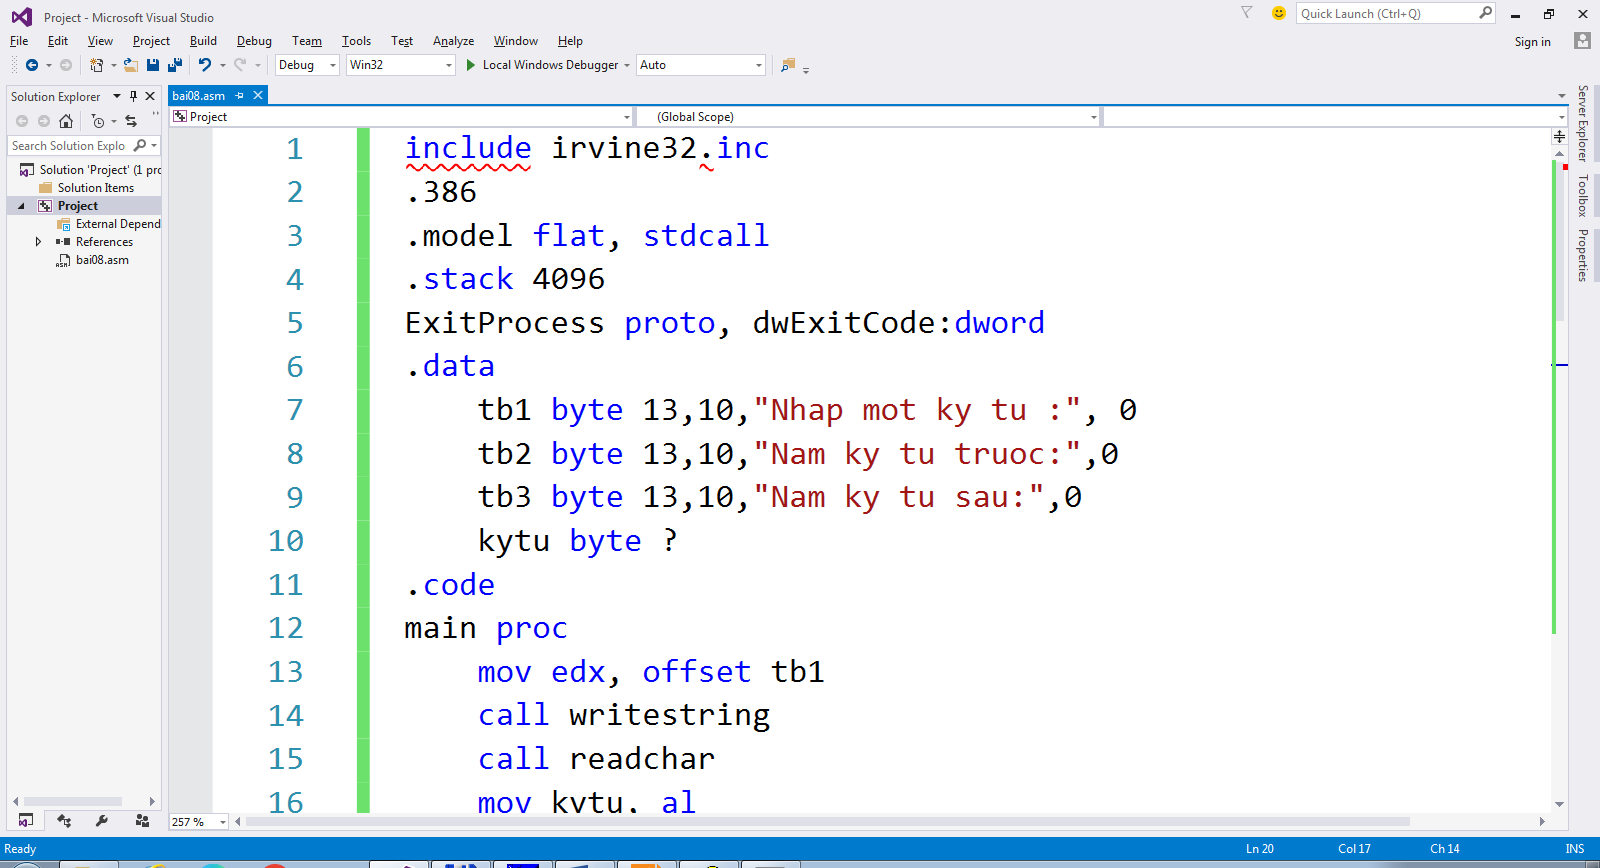 Project - Microsoft Visual Studio
Quick Launch (Ctrl+Q)
File Edit View Project Build Debug Team Tools Test Analyze Window Help
Sign in
Debug Win32 Local Windows Debugger Auto
Solution Explorer
bai08.asm
Project
(Global Scope)
Search Solution Explo
Solution 'Project' (1 pro
Solution Items
Project
External Depend
References
bai08.asm
1 include irvine32.inc
2 .386
3 .model flat, stdcall
4 .stack 4096
5 ExitProcess proto, dwExitCode:dword
6 .data
7 tb1 byte 13,10,"Nhap mot ky tu :", 0
8 tb2 byte 13,10,"Nam ky tu truoc:",0
9 tb3 byte 13,10,"Nam ky tu sau:",0
10 kytu byte ?
11 .code
12 main proc
13 mov edx, offset tb1
14 call writestring
15 call readchar
16 mov kytu, al
257 %
Server Explorer
Toolbox
Properties
Ready Ln 20 Col 17 Ch 14 INS